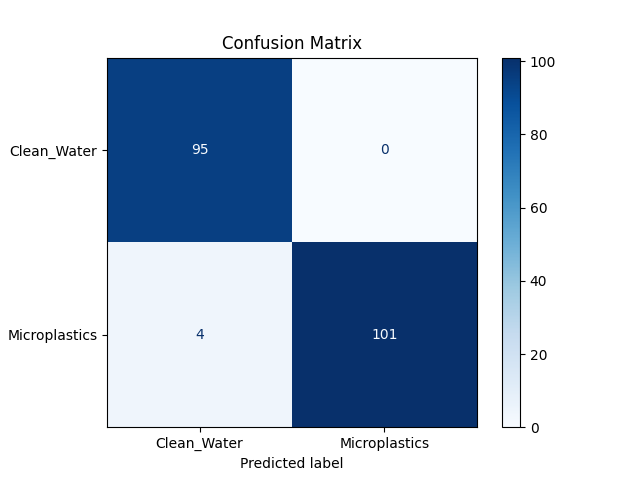 Confusion Matrix
Clean_Water
95
0
Microplastics
4
101
Clean_Water
Microplastics
Predicted label
100
80
60
40
20
0